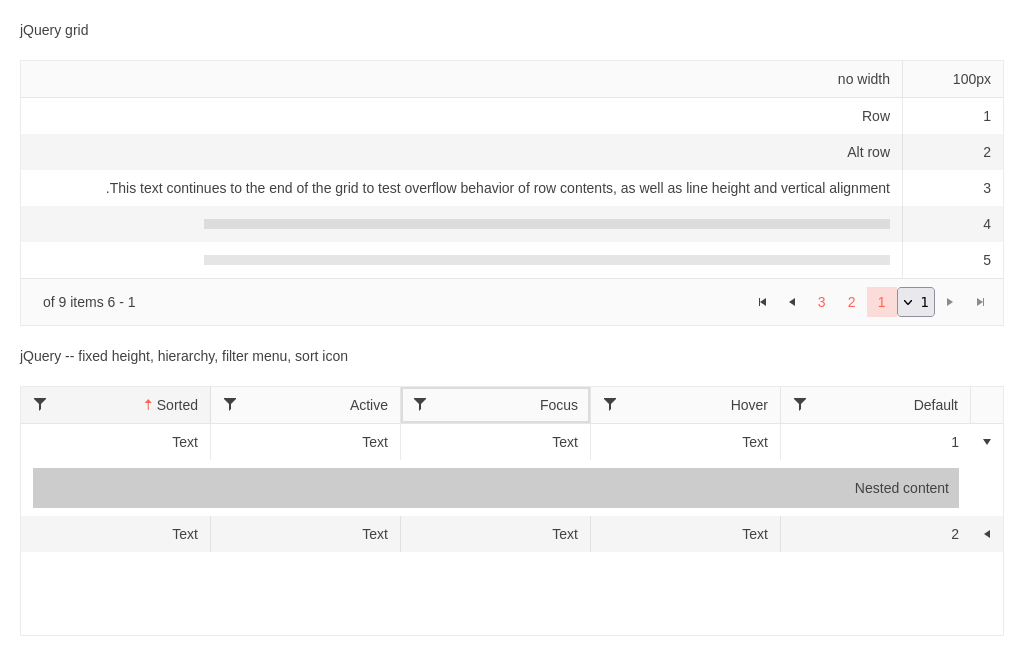 jQuery grid
100px no width
1 Row
2 Alt row
3 .This text continues to the end of the grid to test overflow behavior of row contents, as well as line height and vertical alignment
4
5
1 1 2 3 of 9 items 6 - 1
jQuery -- fixed height, hierarchy, filter menu, sort icon
Default Hover Focus Active Sorted
1 Text Text Text Text
Nested content
2 Text Text Text Text